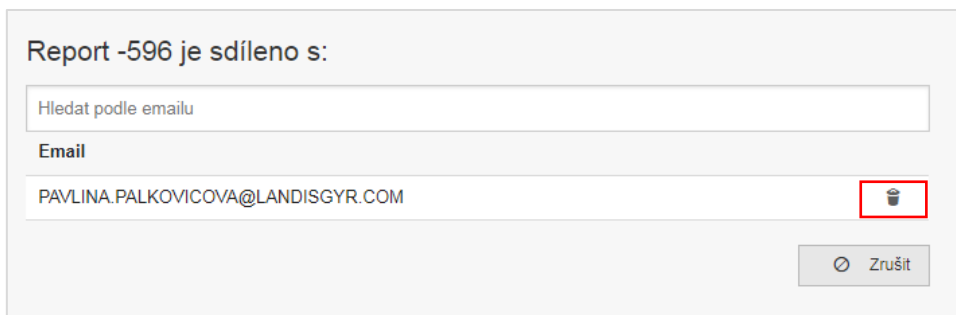 Report -596 je sdíleno s:
Hledat podle emailu
Email
PAVLINA.PALKOVICOVA@LANDISGYR.COM
Zrušit